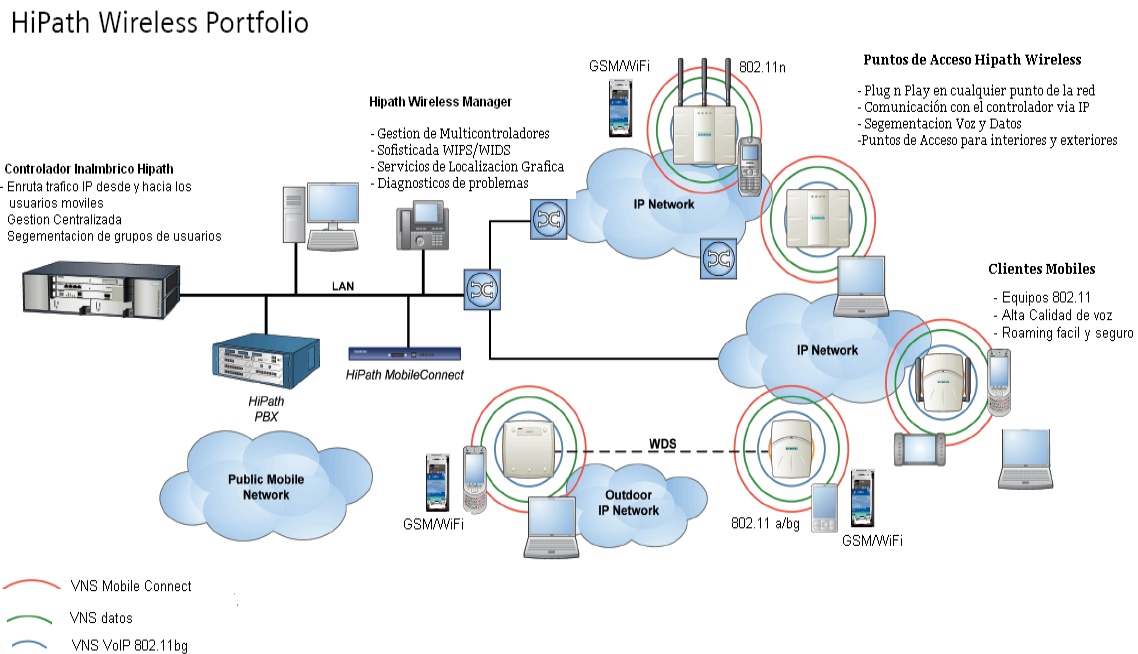 HiPath Wireless Portfolio
GSM/WiFi
802.11n
Puntos de Acceso Hipath Wireless
- Plug n Play en cualquier punto de la red
- Comunicación con el controlador via IP
- Segementacion Voz y Datos
-Puntos de Acceso para interiores y exteriores
Hipath Wireless Manager
- Gestion de Multicontroladores
- Sofisticada WIPS/WIDS
- Servicios de Localizacion Grafica
- Diagnosticos de problemas
Controlador Inalmbrico Hipath
- Enruta trafico IP desde y hacia los
usuarios moviles
Gestion Centralizada
Segementacion de grupos de usuarios
IP Network
LAN
Clientes Mobiles
- Equipos 802.11
- Alta Calidad de voz
- Roaming facil y seguro
IP Network
HiPath MobileConnect
HiPath
PBX
WDS
Public Mobile
Network
Outdoor
IP Network
GSM/WiFi
802.11 a/bg
GSM/WiFi
VNS Mobile Connect
VNS datos
VNS VoIP 802.11bg